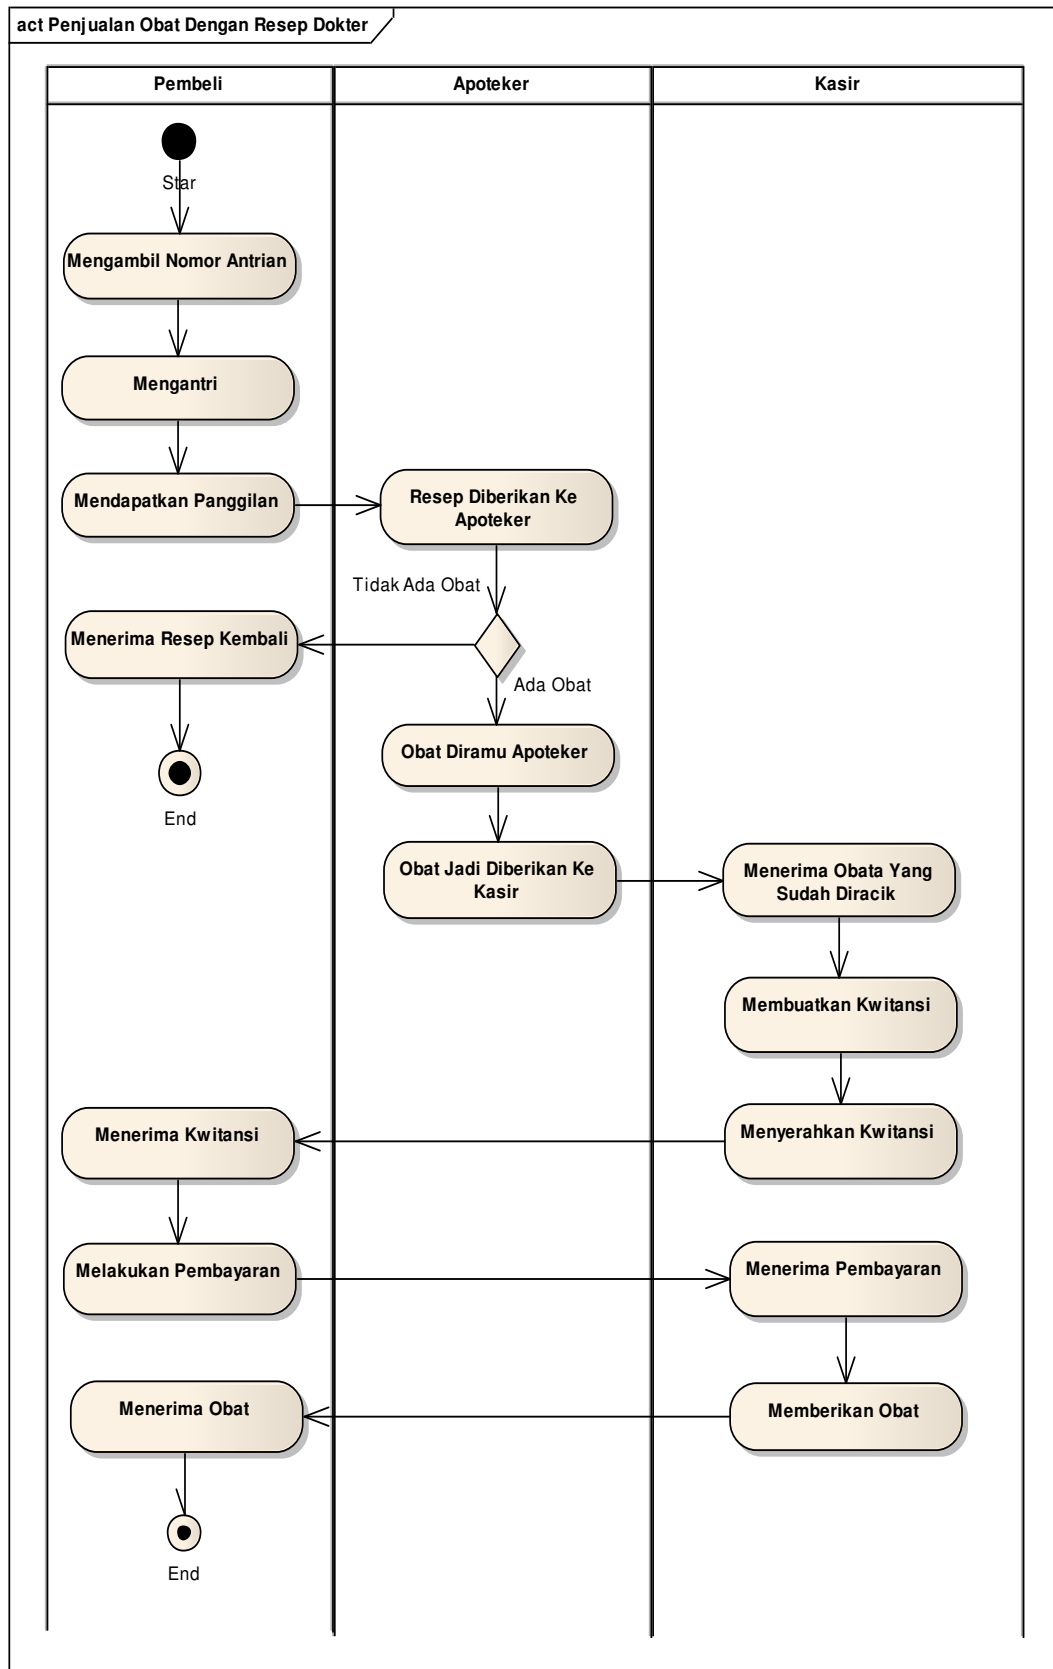 act Penjualan Obat Dengan Resep Dokter
Pembeli
Apoteker
Kasir
Star
Mengambil Nomor Antrian
Mengantri
Mendapatkan Panggilan
Resep Diberikan Ke
Apoteker
Tidak Ada Obat
Menerima Resep Kembali
Ada Obat
Obat Diramu Apoteker
End
Obat Jadi Diberikan Ke
Kasir
Menerima Obata Yang
Sudah Diracik
Membuatkan Kwitansi
Menerima Kwitansi
Menyerahkan Kwitansi
Melakukan Pembayaran
Menerima Pembayaran
Menerima Obat
Memberikan Obat
End